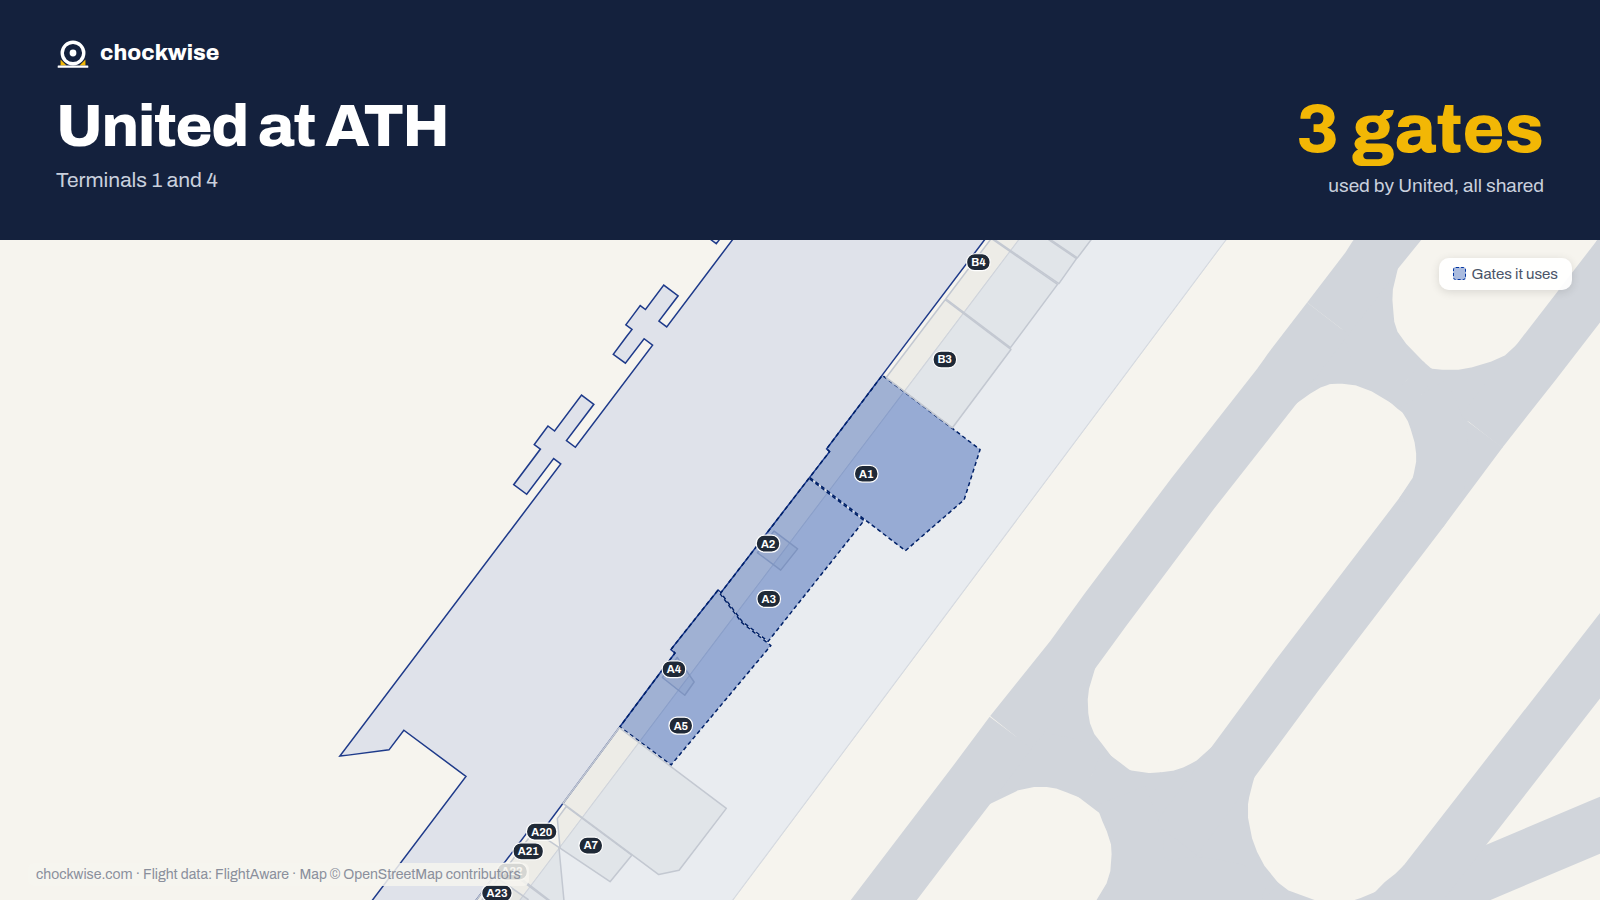 chockwise
United at ATH
Terminals 1 and 4
3 gates
used by United, all shared
Gates it uses
B4
B3
A1
A2
A3
A4
A5
A20
A7
A21
A23
chockwise.com · Flight data: FlightAware · Map © OpenStreetMap contributors